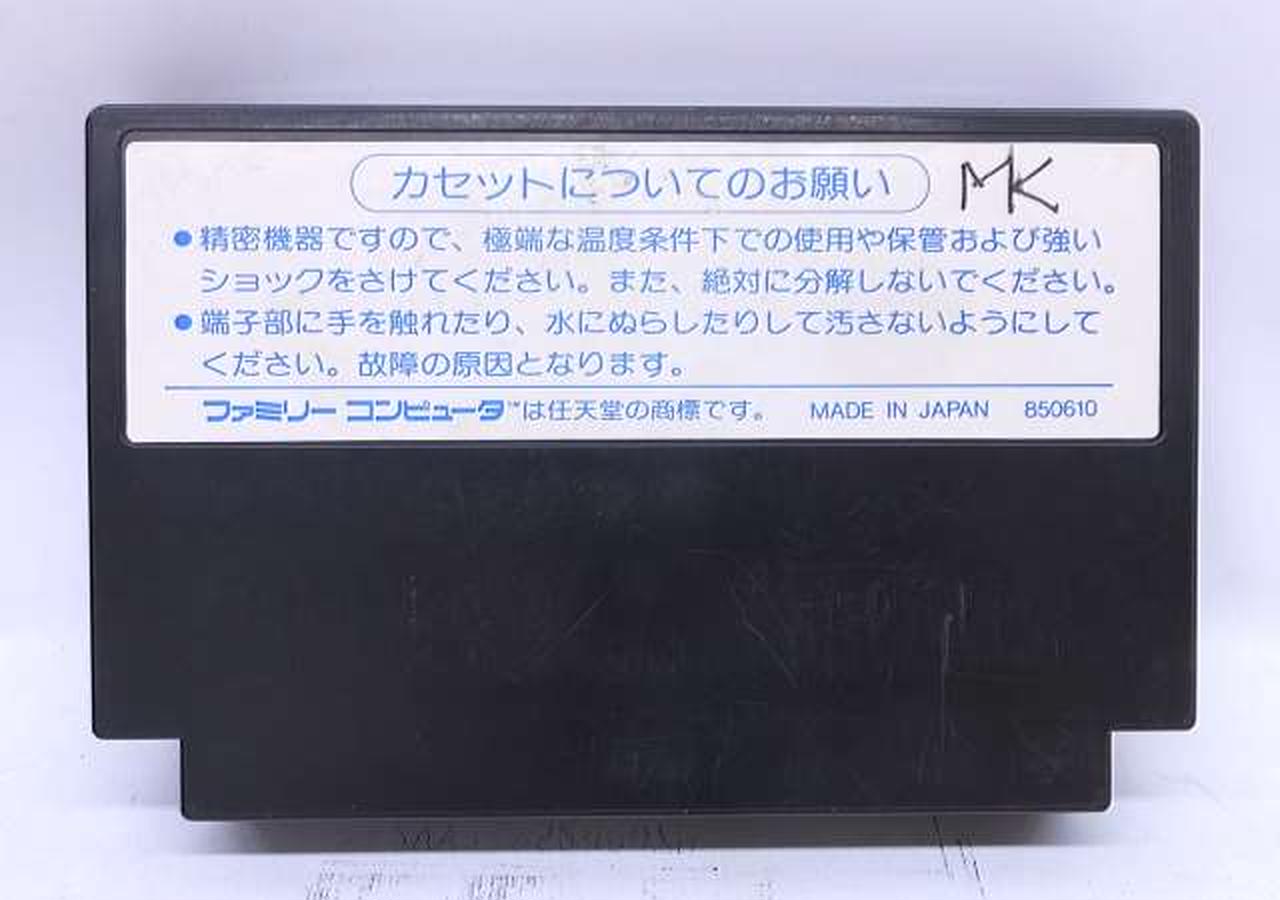 カセットについてのお願い MK
●精密機器ですので、極端な温度条件下での使用や保管および強い
ショックをさけてください。また、絶対に分解しないでください。
●端子部に手を触れたり、水にぬらしたりして汚さないようにして
ください。故障の原因となります。
ファミリー コンピュータ™は任天堂の商標です。 MADE IN JAPAN 850610